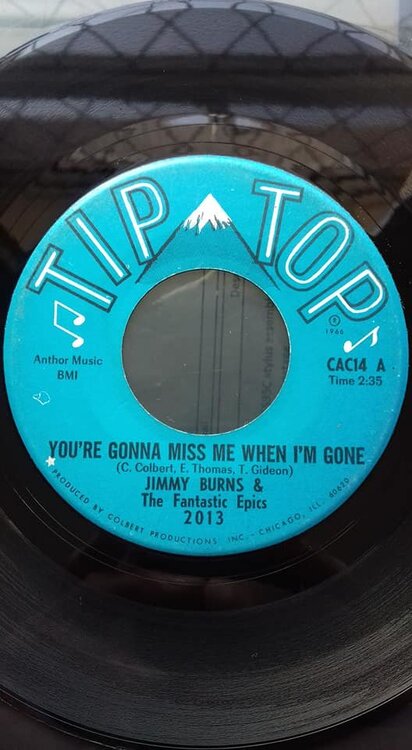 TIP TOP
℗
1966
Anthor Music
BMI
CAC14 A
Time 2:35
YOU'RE GONNA MISS ME WHEN I'M GONE
(C. Colbert, E. Thomas, T. Gideon)
JIMMY BURNS &
The Fantastic Epics
2013
PRODUCED BY COLBERT PRODUCTIONS INC. - CHICAGO, ILL. 60620